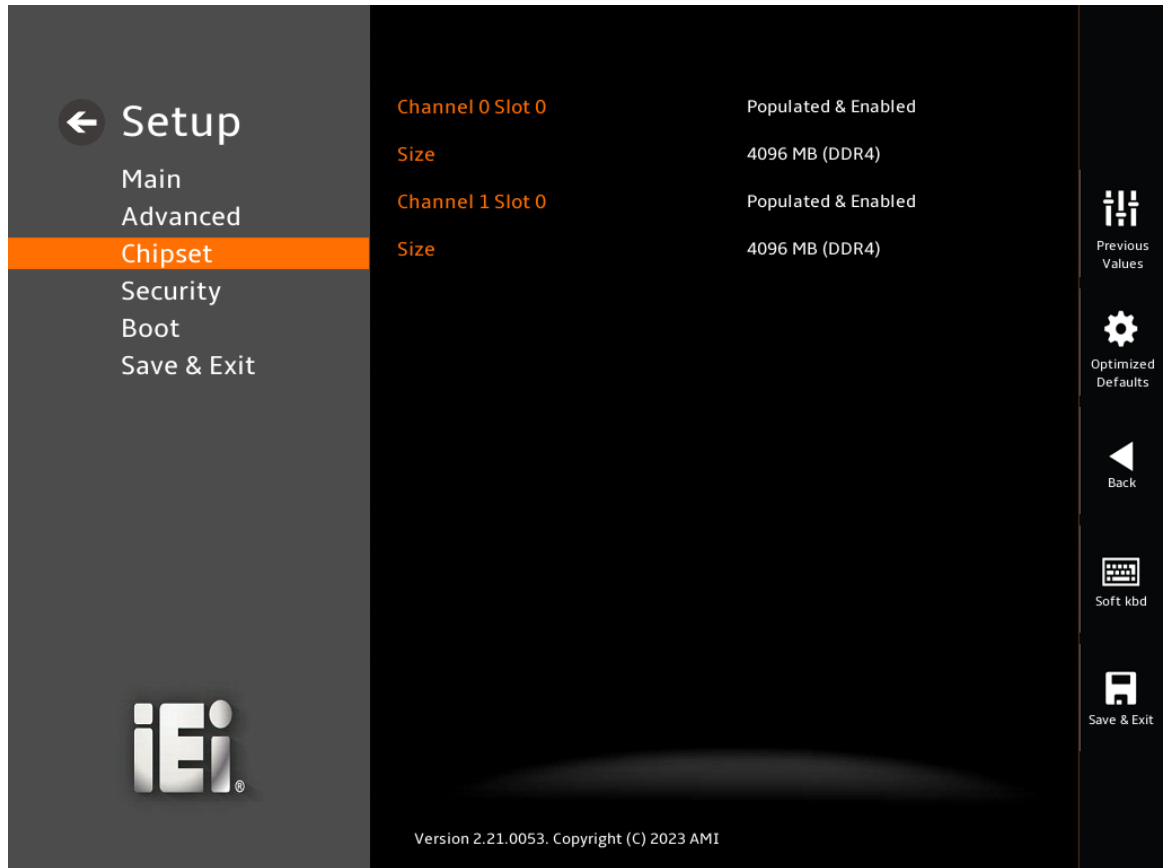 Setup
Main
Advanced
Chipset
Security
Boot
Save & Exit
iEi®
Channel 0 Slot 0 Populated & Enabled
Size 4096 MB (DDR4)
Channel 1 Slot 0 Populated & Enabled
Size 4096 MB (DDR4)
Version 2.21.0053. Copyright (C) 2023 AMI
Previous
Values
Optimized
Defaults
Back
Soft kbd
Save & Exit